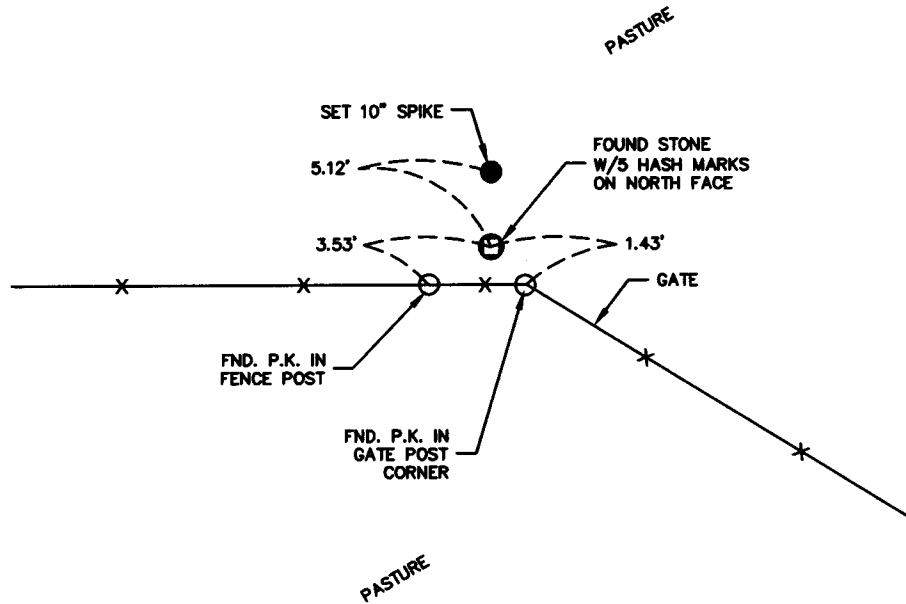 PASTURE
SET 10" SPIKE
FOUND STONE
W/5 HASH MARKS
ON NORTH FACE
5.12'
3.53'
1.43'
GATE
FND. P.K. IN
FENCE POST
FND. P.K. IN
GATE POST
CORNER
PASTURE